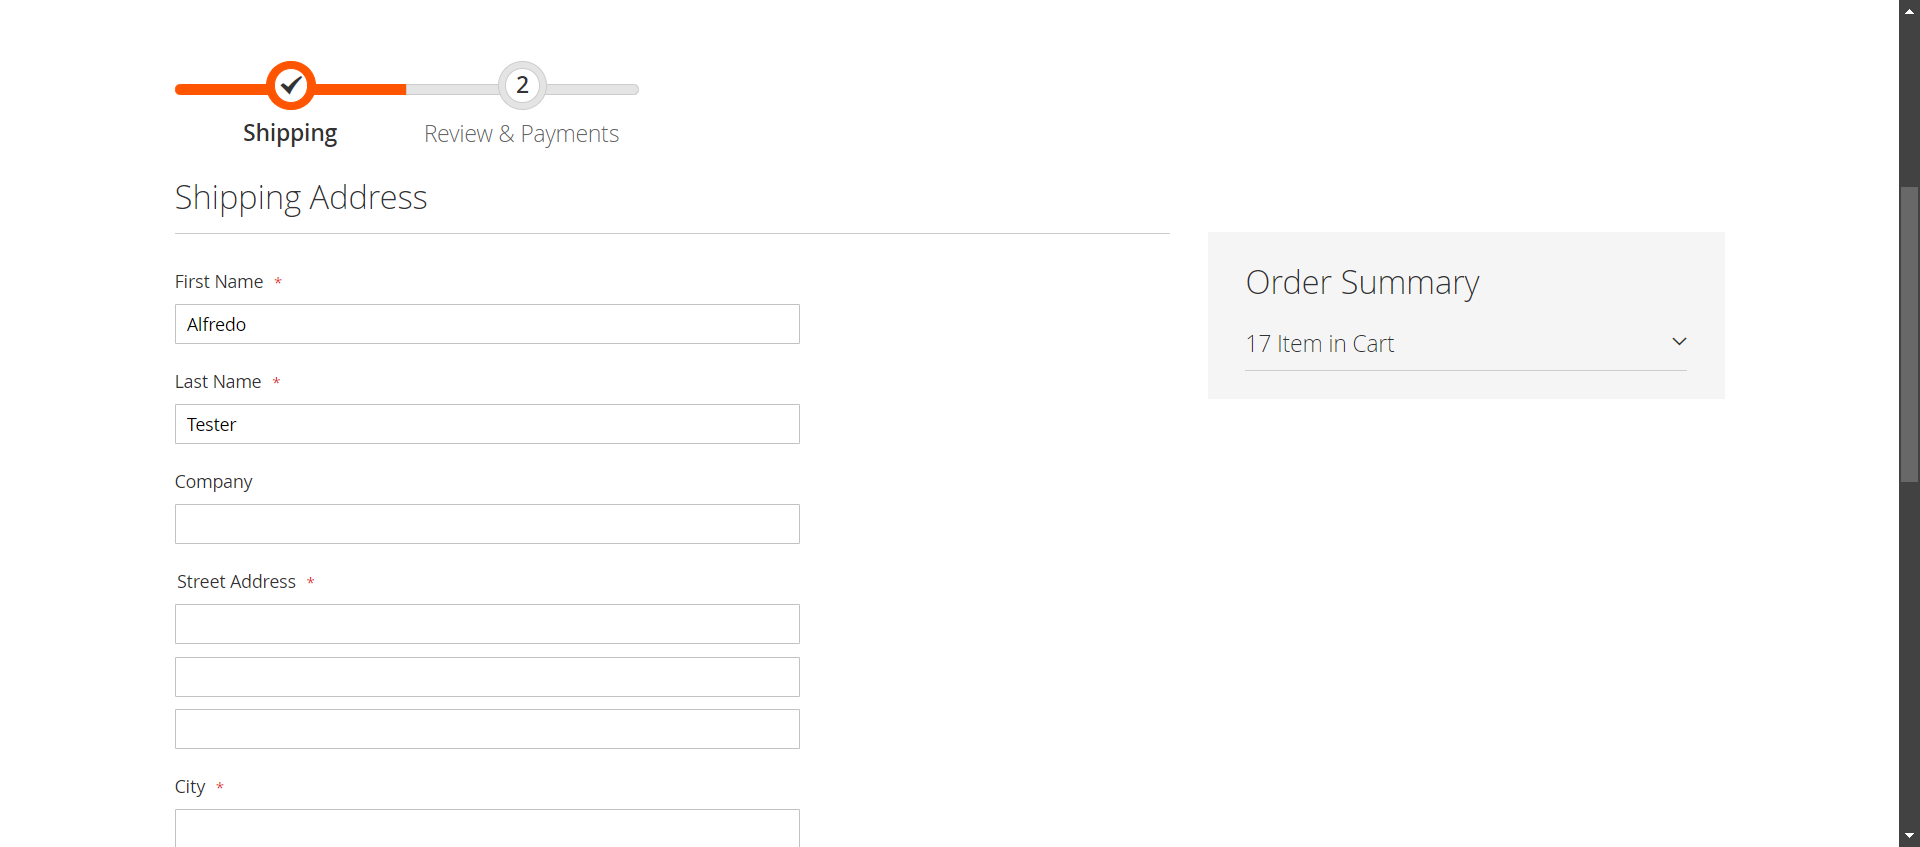 2
Shipping
Review & Payments
Shipping Address
First Name *
Alfredo
Last Name *
Tester
Company
Street Address *
City *
Order Summary
17 Item in Cart